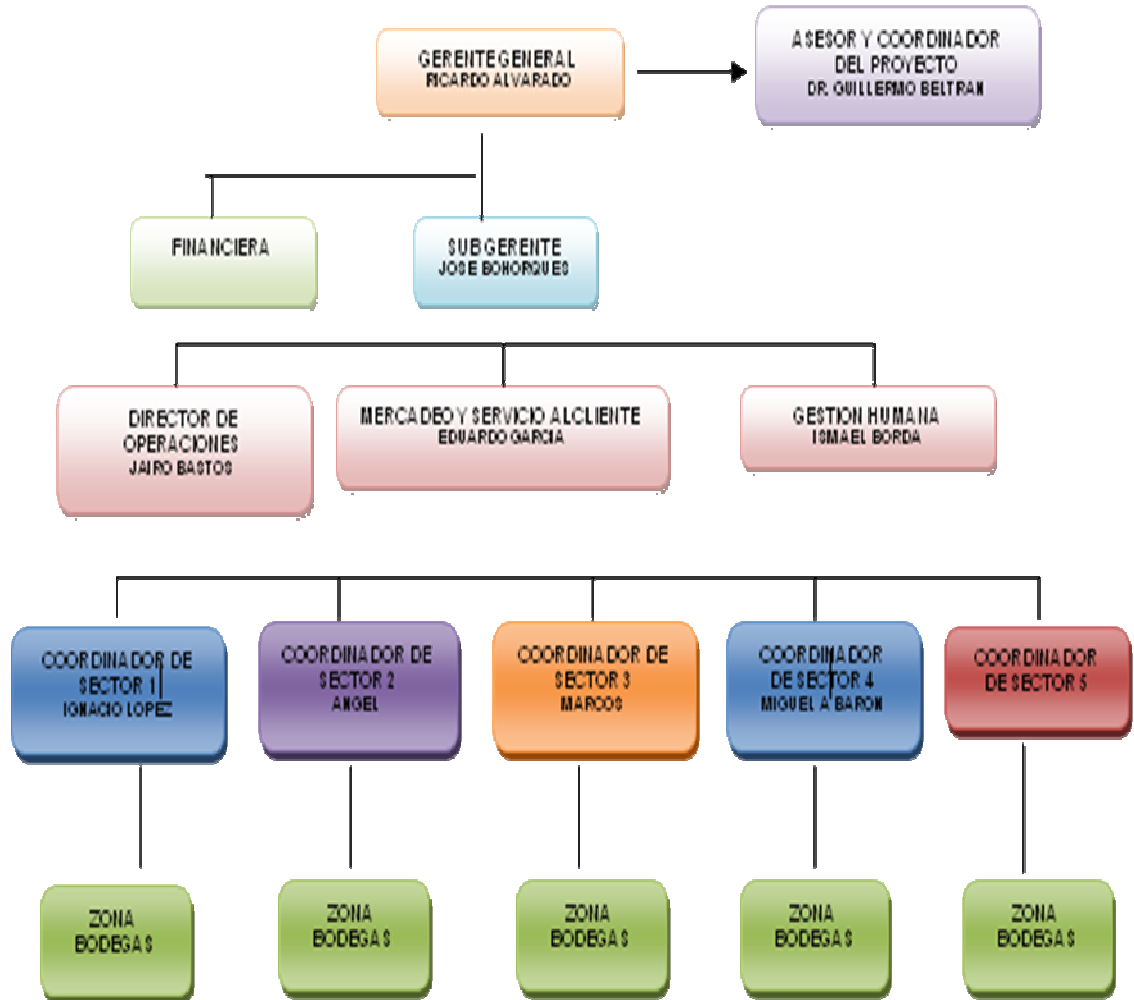 GERENTE GENERAL
RICARDO ALVARADO
ASESOR Y COORDINADOR
DEL PROYECTO
DR. GUILLERMO BELTRAN
FINANCIERA
SUBGERENTE
JOSE BOHORQUES
DIRECTOR DE
OPERACIONES
JAIRO BASTOS
MERCADEO Y SERVICIO AL CLIENTE
EDUARDO GARCIA
GESTION HUMANA
ISMAEL BORDA
COORDINADOR DE
SECTOR 1
IGNACIO LOPEZ
COORDINADOR DE
SECTOR 2
ANGEL
COORDINADOR DE
SECTOR 3
MARCOS
COORDINADOR
DE SECTOR 4
MIGUEL A BARON
COORDINADOR
DE SECTOR 5
ZONA
BODEGAS
ZONA
BODEGAS
ZONA
BODEGAS
ZONA
BODEGAS
ZONA
BODEGAS